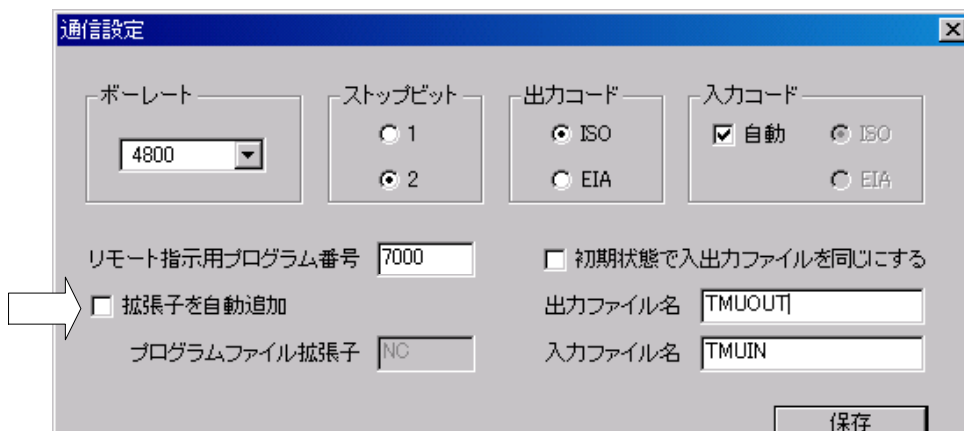 通信設定
ボーレート
4800
ストップビット
1
2
出力コード
ISO
EIA
入力コード
自動
ISO
EIA
リモート指示用プログラム番号 7000
初期状態で入出力ファイルを同じにする
拡張子を自動追加
出力ファイル名 TMUOUT
プログラムファイル拡張子 NC
入力ファイル名 TMUIN
保存